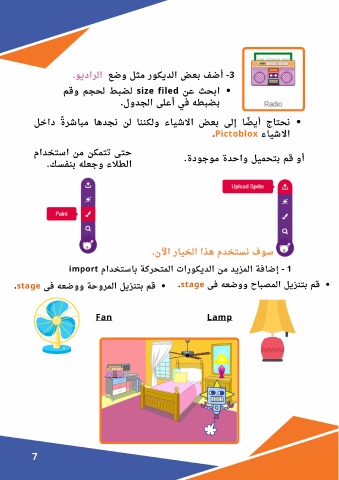 3- أضف بعض الديكور مثل وضع الراديو.
• ابحث عن size filed لضبط لحجم وقم
بضبطه في أعلى الجدول.
Radio
• نحتاج أيضًا إلى بعض الاشياء ولكننا لن نجدها مباشرةً داخل
الاشياء Pictoblox.
أو قم بتحميل واحدة موجودة.
حتى تتمكن من استخدام
الطلاء وجعله بنفسك.
Upload Sprite
Paint
سوف نستخدم هذا الخيار الآن.
1 - إضافة المزيد من الديكورات المتحركة باستخدام import
• قم بتنزيل المصباح ووضعه فى stage.
• قم بتنزيل المروحة ووضعه فى stage.
Lamp
Fan
7